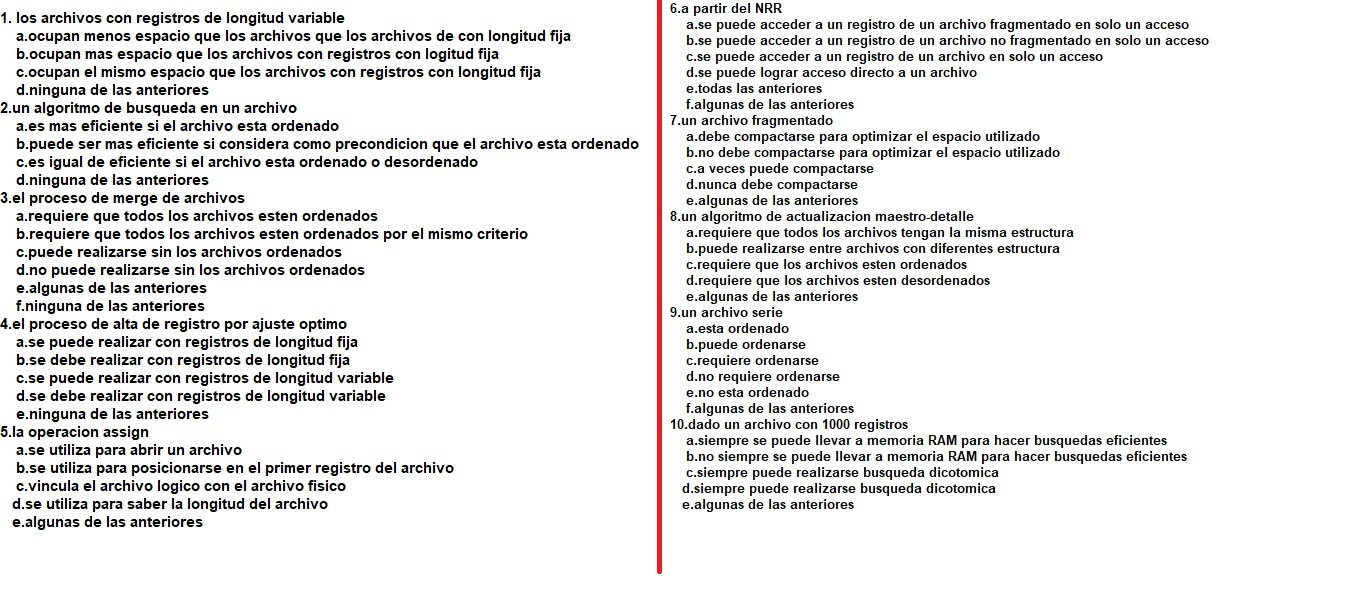 1. los archivos con registros de longitud variable
a.ocupan menos espacio que los archivos que los archivos de con longitud fija
b.ocupan mas espacio que los archivos con registros con logitud fija
c.ocupan el mismo espacio que los archivos con registros con longitud fija
d.ninguna de las anteriores
2.un algoritmo de busqueda en un archivo
a.es mas eficiente si el archivo esta ordenado
b.puede ser mas eficiente si considera como precondicion que el archivo esta ordenado
c.es igual de eficiente si el archivo esta ordenado o desordenado
d.ninguna de las anteriores
3.el proceso de merge de archivos
a.requiere que todos los archivos esten ordenados
b.requiere que todos los archivos esten ordenados por el mismo criterio
c.puede realizarse sin los archivos ordenados
d.no puede realizarse sin los archivos ordenados
e.algunas de las anteriores
f.ninguna de las anteriores
4.el proceso de alta de registro por ajuste optimo
a.se puede realizar con registros de longitud fija
b.se debe realizar con registros de longitud fija
c.se puede realizar con registros de longitud variable
d.se debe realizar con registros de longitud variable
e.ninguna de las anteriores
5.la operacion assign
a.se utiliza para abrir un archivo
b.se utiliza para posicionarse en el primer registro del archivo
c.vincula el archivo logico con el archivo fisico
d.se utiliza para saber la longitud del archivo
e.algunas de las anteriores
6.a partir del NRR
a.se puede acceder a un registro de un archivo fragmentado en solo un acceso
b.se puede acceder a un registro de un archivo no fragmentado en solo un acceso
c.se puede acceder a un registro de un archivo en solo un acceso
d.se puede lograr acceso directo a un archivo
e.todas las anteriores
f.algunas de las anteriores
7.un archivo fragmentado
a.debe compactarse para optimizar el espacio utilizado
b.no debe compactarse para optimizar el espacio utilizado
c.a veces puede compactarse
d.nunca debe compactarse
e.algunas de las anteriores
8.un algoritmo de actualizacion maestro-detalle
a.requiere que todos los archivos tengan la misma estructura
b.puede realizarse entre archivos con diferentes estructura
c.requiere que los archivos esten ordenados
d.requiere que los archivos esten desordenados
e.algunas de las anteriores
9.un archivo serie
a.esta ordenado
b.puede ordenarse
c.requiere ordenarse
d.no requiere ordenarse
e.no esta ordenado
f.algunas de las anteriores
10.dado un archivo con 1000 registros
a.siempre se puede llevar a memoria RAM para hacer busquedas eficientes
b.no siempre se puede llevar a memoria RAM para hacer busquedas eficientes
c.siempre puede realizarse busqueda dicotomica
d.siempre puede realizarse busqueda dicotomica
e.algunas de las anteriores